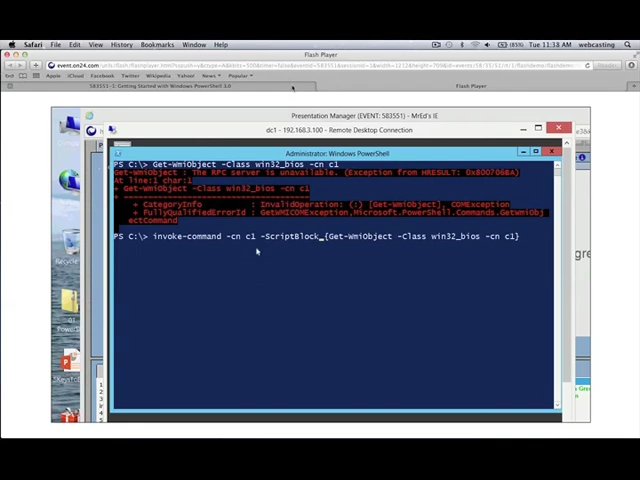 Safari File Edit View History Bookmarks Window Help
(85%) Tue 11:38 AM webcasting
Flash Player
Apple Bing Wikipedia Yahoo! News Popular
583551-3: Getting Started with Windows PowerShell 3.0 Flash Player
Presentation Manager (EVENT: 583551) - MrEd's IE
dc1 - 192.168.3.100 - Remote Desktop Connection
Administrator: Windows PowerShell
PS C:\> Get-WmiObject -Class win32_bios -cn c1
Get-WmiObject : The RPC server is unavailable. (Exception from HRESULT: 0x800706BA)
At line:1 char:1
+ Get-WmiObject -Class win32_bios -cn c1
+ CategoryInfo : InvalidOperation: (:) [Get-WmiObject], COMException
+ FullyQualifiedErrorId : GetWMICOMException,Microsoft.PowerShell.Commands.GetWmiObj
ectCommand
PS C:\> invoke-command -cn c1 -ScriptBlock {Get-WmiObject -Class win32_bios -cn c1}
Recycle
01